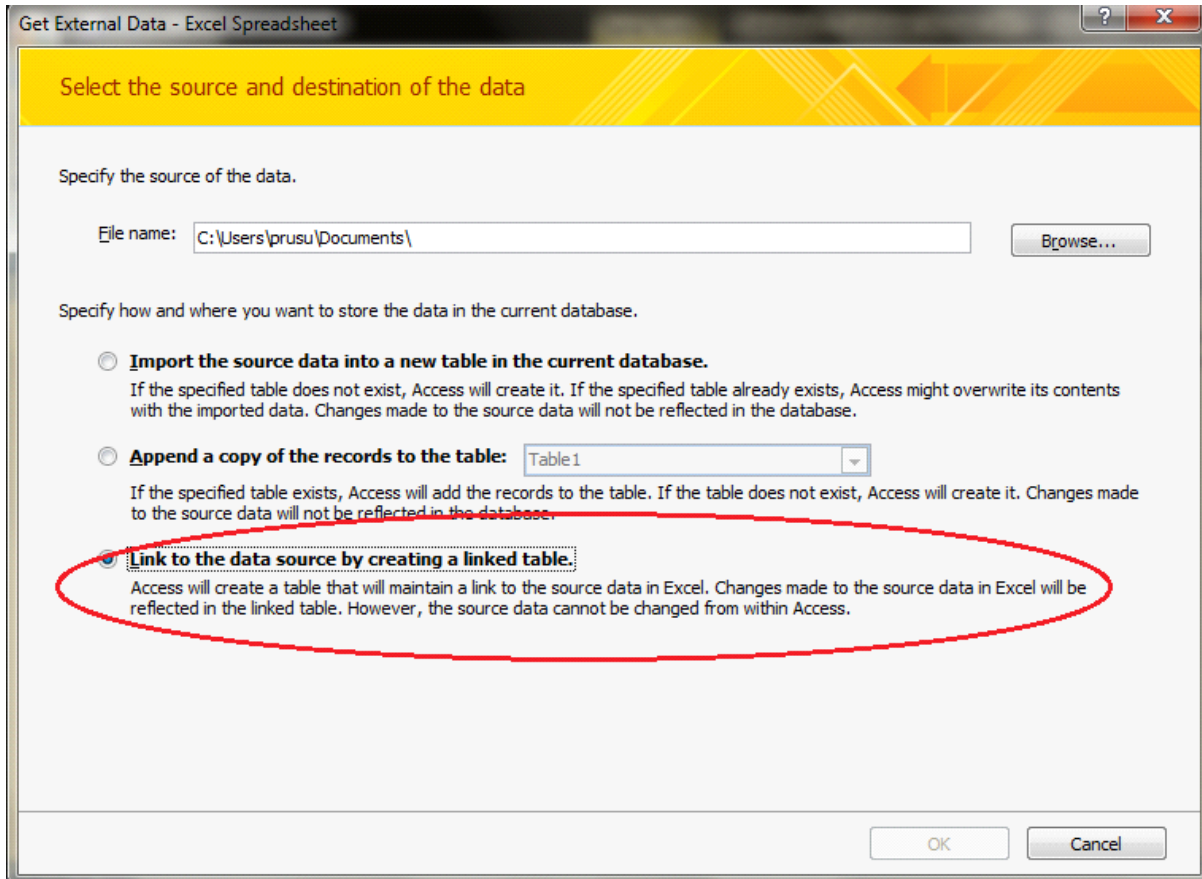 Get External Data - Excel Spreadsheet
?
X
Select the source and destination of the data
Specify the source of the data.
File name: C:\Users\prusu\Documents\ Browse...
Specify how and where you want to store the data in the current database.
Import the source data into a new table in the current database.
If the specified table does not exist, Access will create it. If the specified table already exists, Access might overwrite its contents
with the imported data. Changes made to the source data will not be reflected in the database.
Append a copy of the records to the table: Table1
If the specified table exists, Access will add the records to the table. If the table does not exist, Access will create it. Changes made
to the source data will not be reflected in the database.
Link to the data source by creating a linked table.
Access will create a table that will maintain a link to the source data in Excel. Changes made to the source data in Excel will be
reflected in the linked table. However, the source data cannot be changed from within Access.
OK Cancel